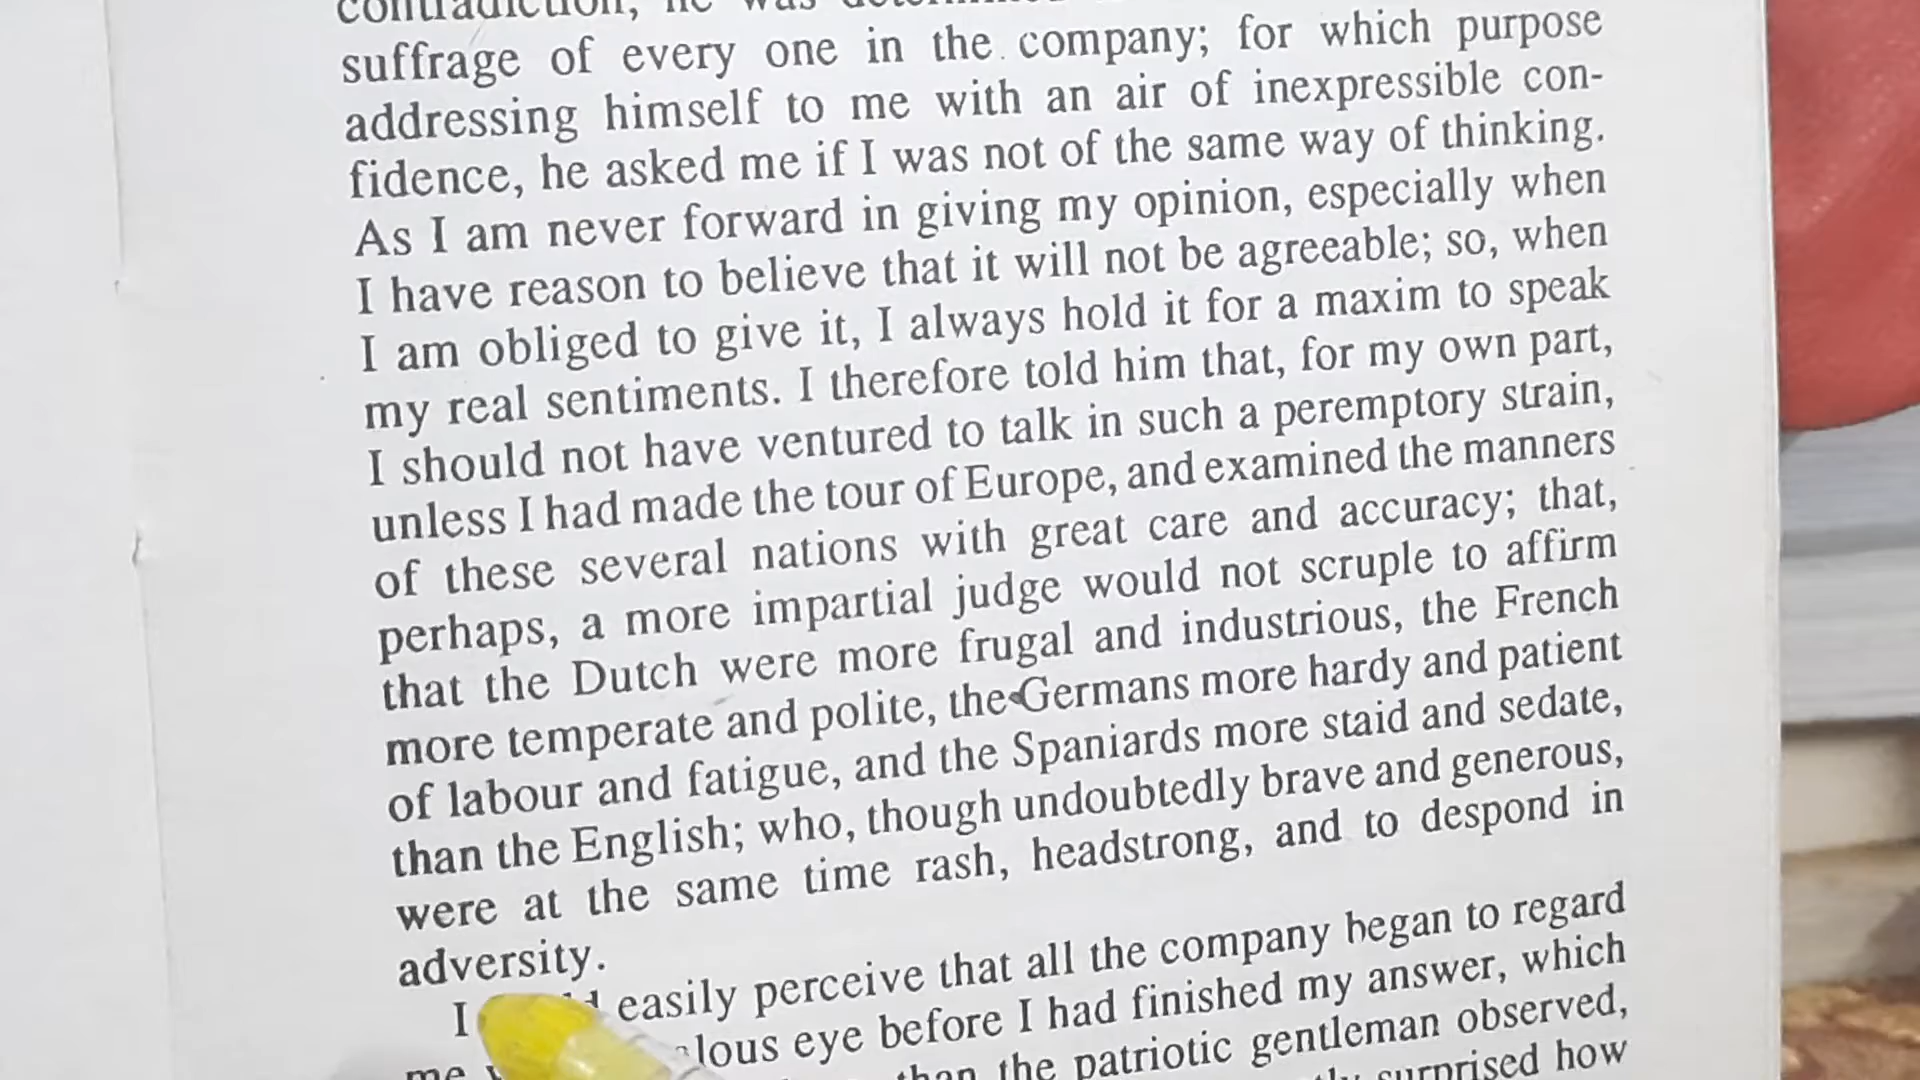 contradiction, he was
suffrage of every one in the company; for which purpose
addressing himself to me with an air of inexpressible con-
fidence, he asked me if I was not of the same way of thinking.
As I am never forward in giving my opinion, especially when
I have reason to believe that it will not be agreeable; so, when
I am obliged to give it, I always hold it for a maxim to speak
my real sentiments. I therefore told him that, for my own part,
I should not have ventured to talk in such a peremptory strain,
unless I had made the tour of Europe, and examined the manners
of these several nations with great care and accuracy; that,
perhaps, a more impartial judge would not scruple to affirm
that the Dutch were more frugal and industrious, the French
more temperate and polite, the Germans more hardy and patient
of labour and fatigue, and the Spaniards more staid and sedate,
than the English; who, though undoubtedly brave and generous,
were at the same time rash, headstrong, and to despond in
adversity.
I easily perceive that all the company began to regard
me eye before I had finished my answer, which
than the patriotic gentleman observed,
surprised how